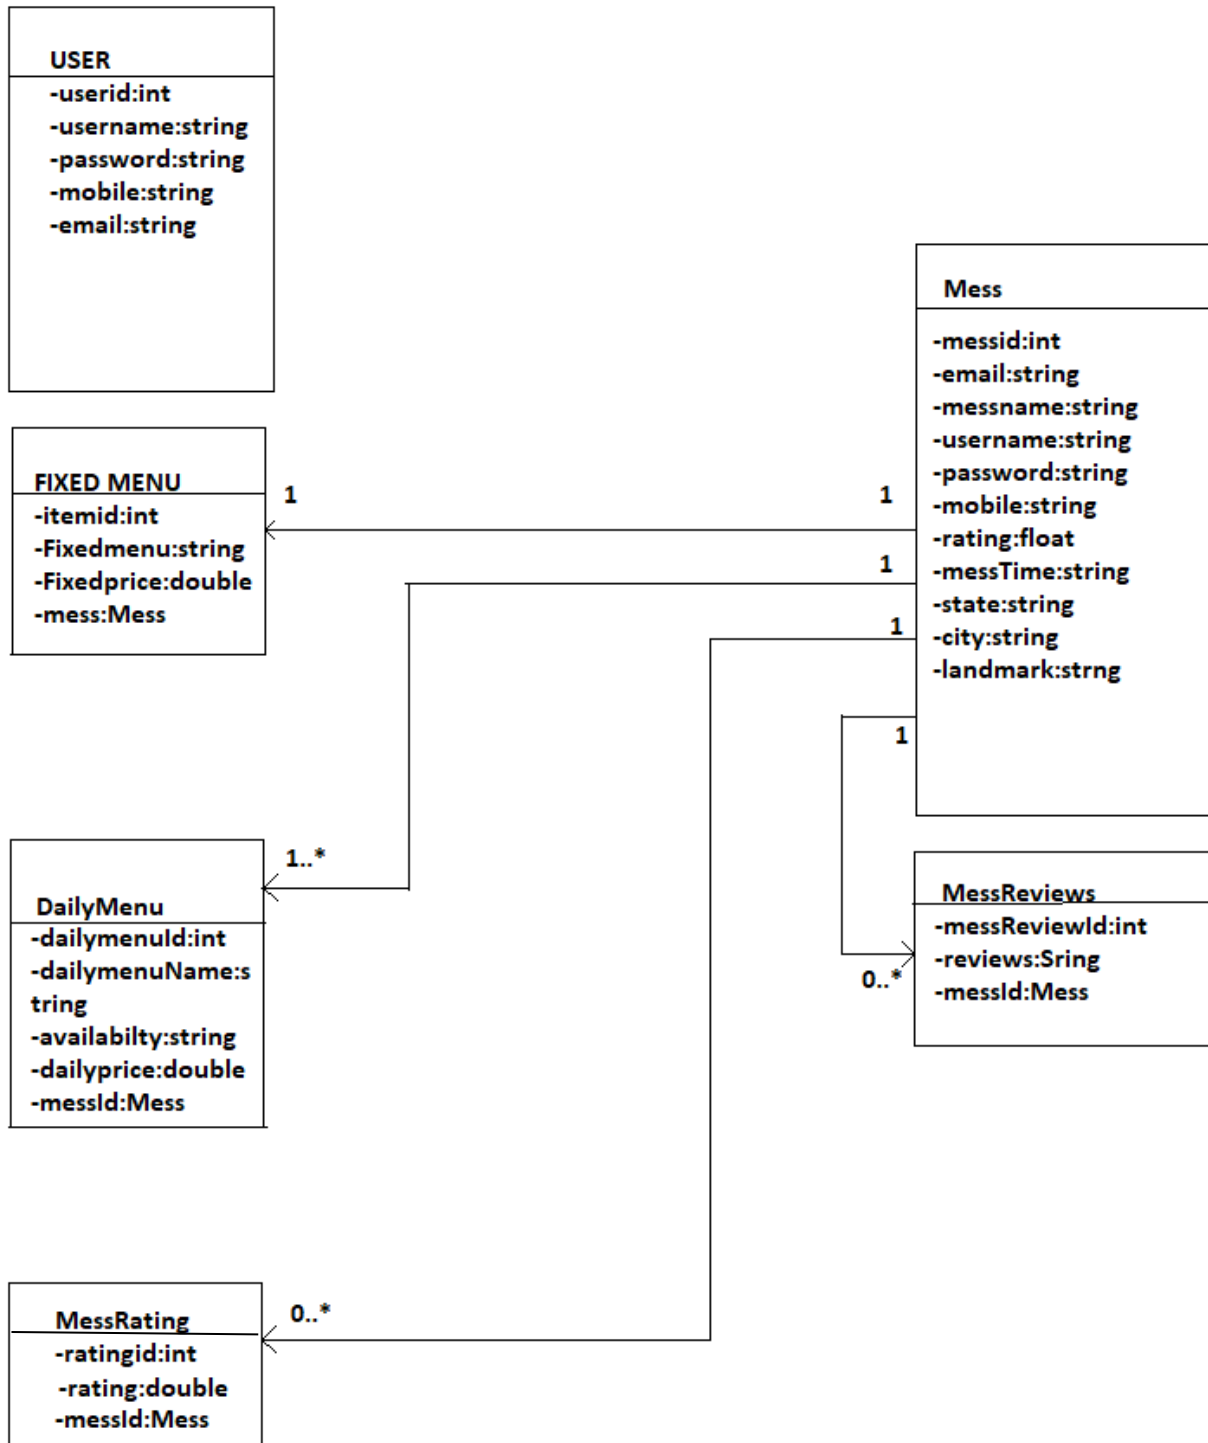 USER
-userid:int
-username:string
-password:string
-mobile:string
-email:string
Mess
-messid:int
-email:string
-messname:string
-username:string
-password:string
-mobile:string
-rating:float
-messTime:string
-state:string
-city:string
-landmark:strng
FIXED MENU
-itemid:int
-Fixedmenu:string
-Fixedprice:double
-mess:Mess
1
1
1
1
1
1..*
DailyMenu
-dailymenuId:int
-dailymenuName:s
tring
-availabilty:string
-dailyprice:double
-messId:Mess
MessReviews
-messReviewId:int
-reviews:Sring
-messId:Mess
0..*
MessRating
-ratingid:int
-rating:double
-messId:Mess
0..*